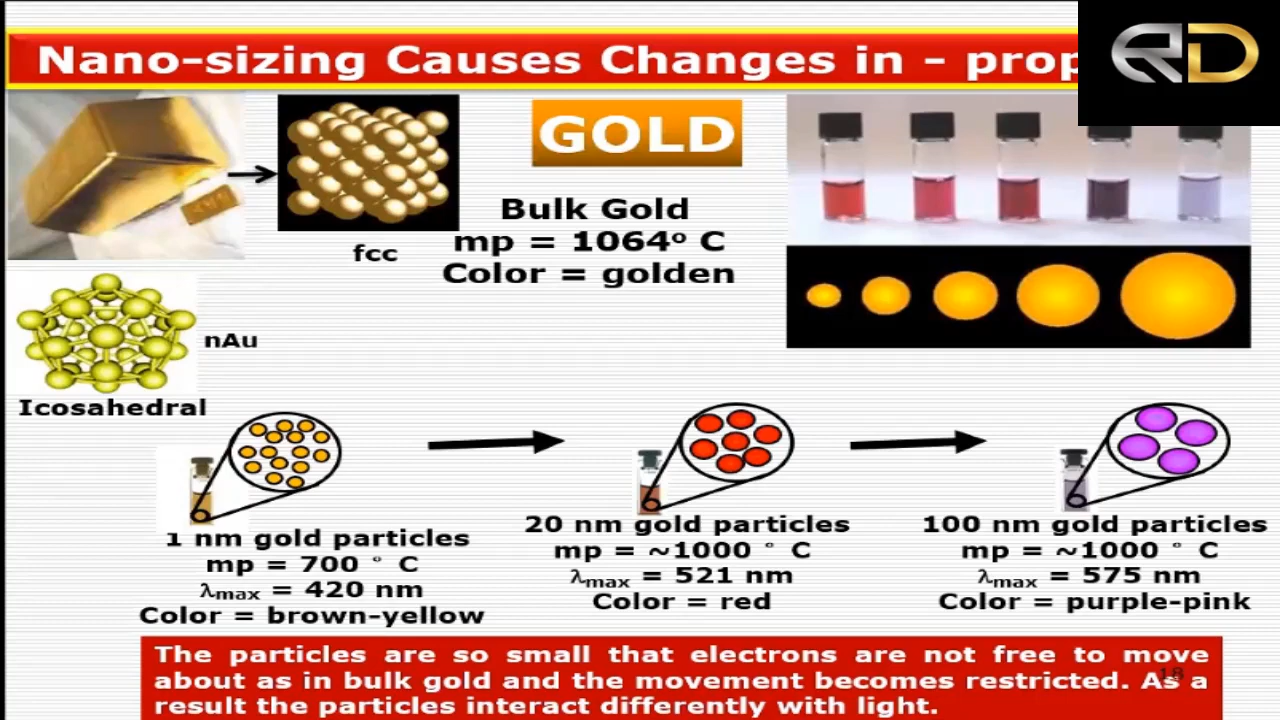 Nano-sizing Causes Changes in – prop
RD
GOLD
Bulk Gold
mp = 1064° C
Color = golden
fcc
nAu
Icosahedral
1 nm gold particles
mp = 700 ° C
λmax = 420 nm
Color = brown-yellow
20 nm gold particles
mp = ~1000 ° C
λmax = 521 nm
Color = red
100 nm gold particles
mp = ~1000 ° C
λmax = 575 nm
Color = purple-pink
The particles are so small that electrons are not free to move
about as in bulk gold and the movement becomes restricted. As a
result the particles interact differently with light.
18